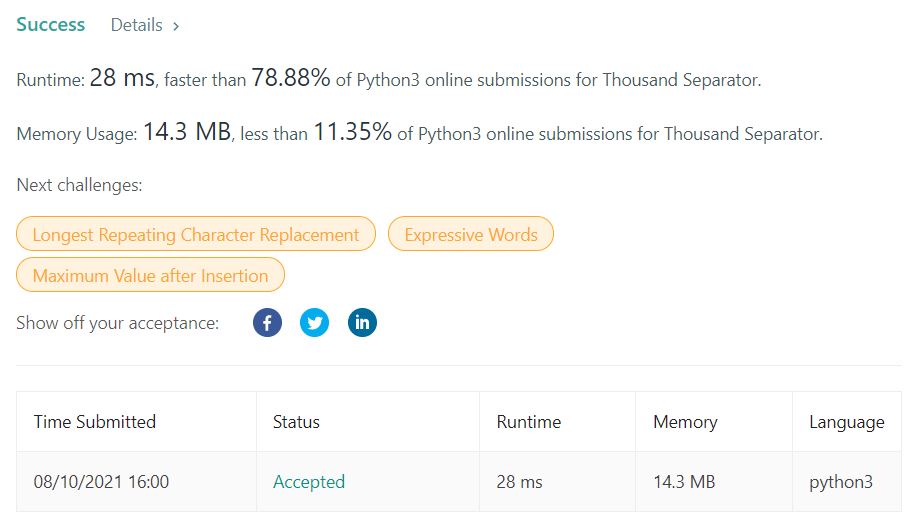 Success Details >
Runtime: 28 ms, faster than 78.88% of Python3 online submissions for Thousand Separator.
Memory Usage: 14.3 MB, less than 11.35% of Python3 online submissions for Thousand Separator.
Next challenges:
Longest Repeating Character Replacement Expressive Words
Maximum Value after Insertion
Show off your acceptance: f in
Time Submitted Status Runtime Memory Language
08/10/2021 16:00 Accepted 28 ms 14.3 MB python3